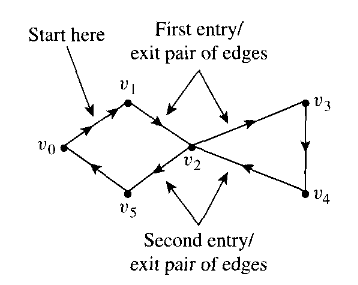 First entry/
exit pair of edges
Start here
v1
v3
v0
v2
v5
v4
Second entry/
exit pair of edges